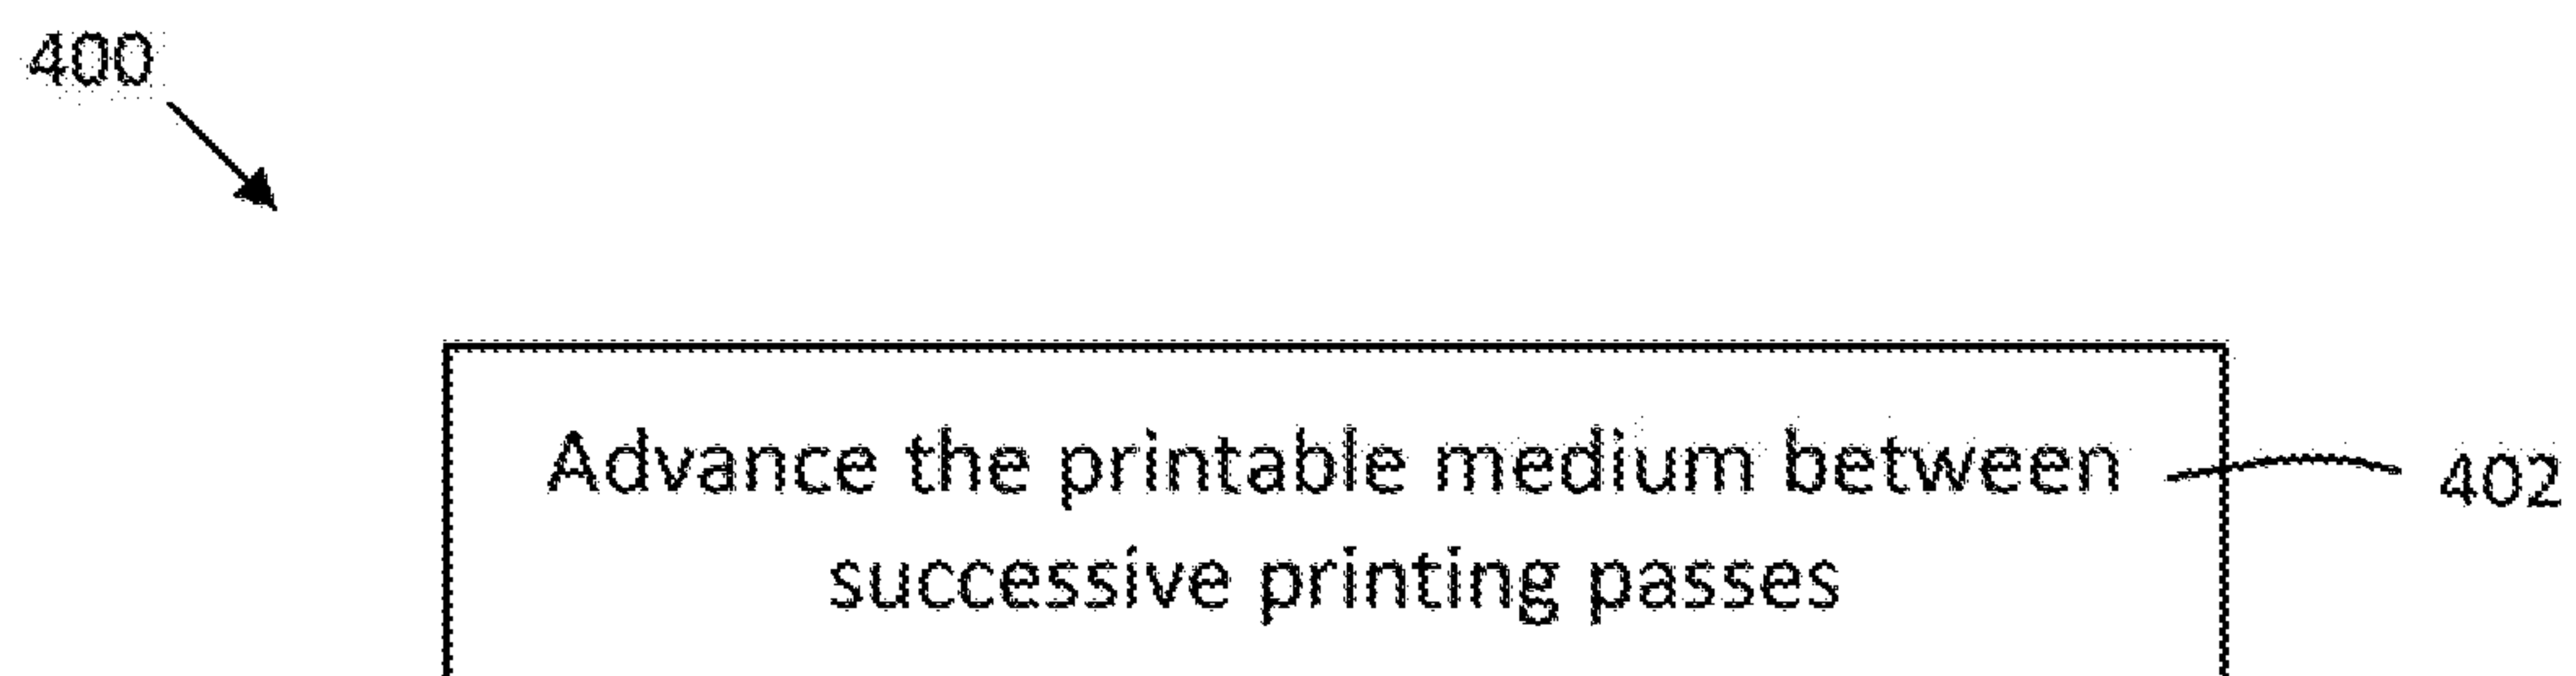 400
Advance the printable medium between
402
successive printing passes